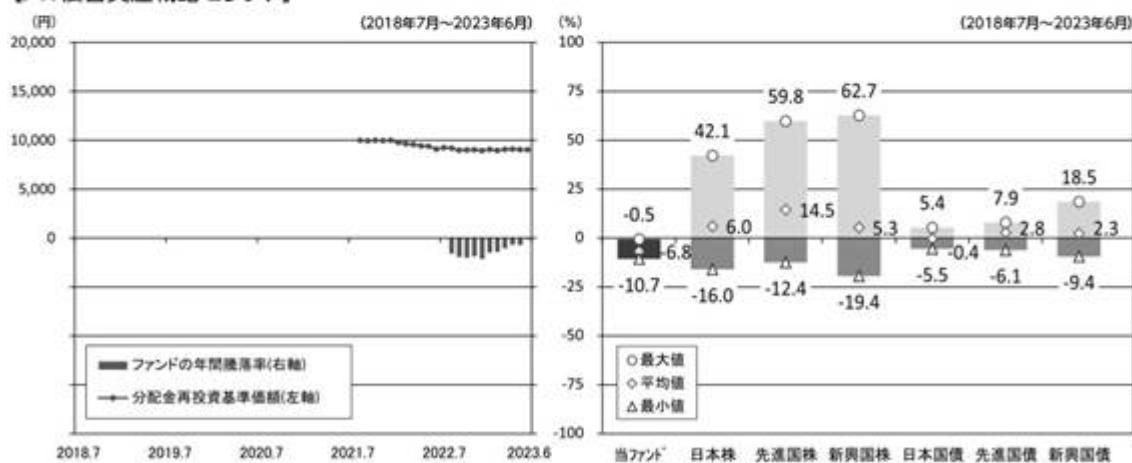 (円)
(2018年7月～2023年6月)
20,000
15,000
10,000
5,000
0
ファンドの年間騰落率(右軸)
分配金再投資基準価額(左軸)
2018.7 2019.7 2020.7 2021.7 2022.7 2023.6
(%)
(2018年7月～2023年6月)
100
75
50
25
0
-25
-50
-75
-100
-0.5 42.1 59.8 62.7 5.4 7.9 18.5
-6.8 6.0 14.5 5.3 -0.4 2.8 2.3
-10.7 -16.0 -12.4 -19.4 -5.5 -6.1 -9.4
最大値
平均値
最小値
当ファンド 日本株 先進国株 新興国株 日本国債 先進国債 新興国債